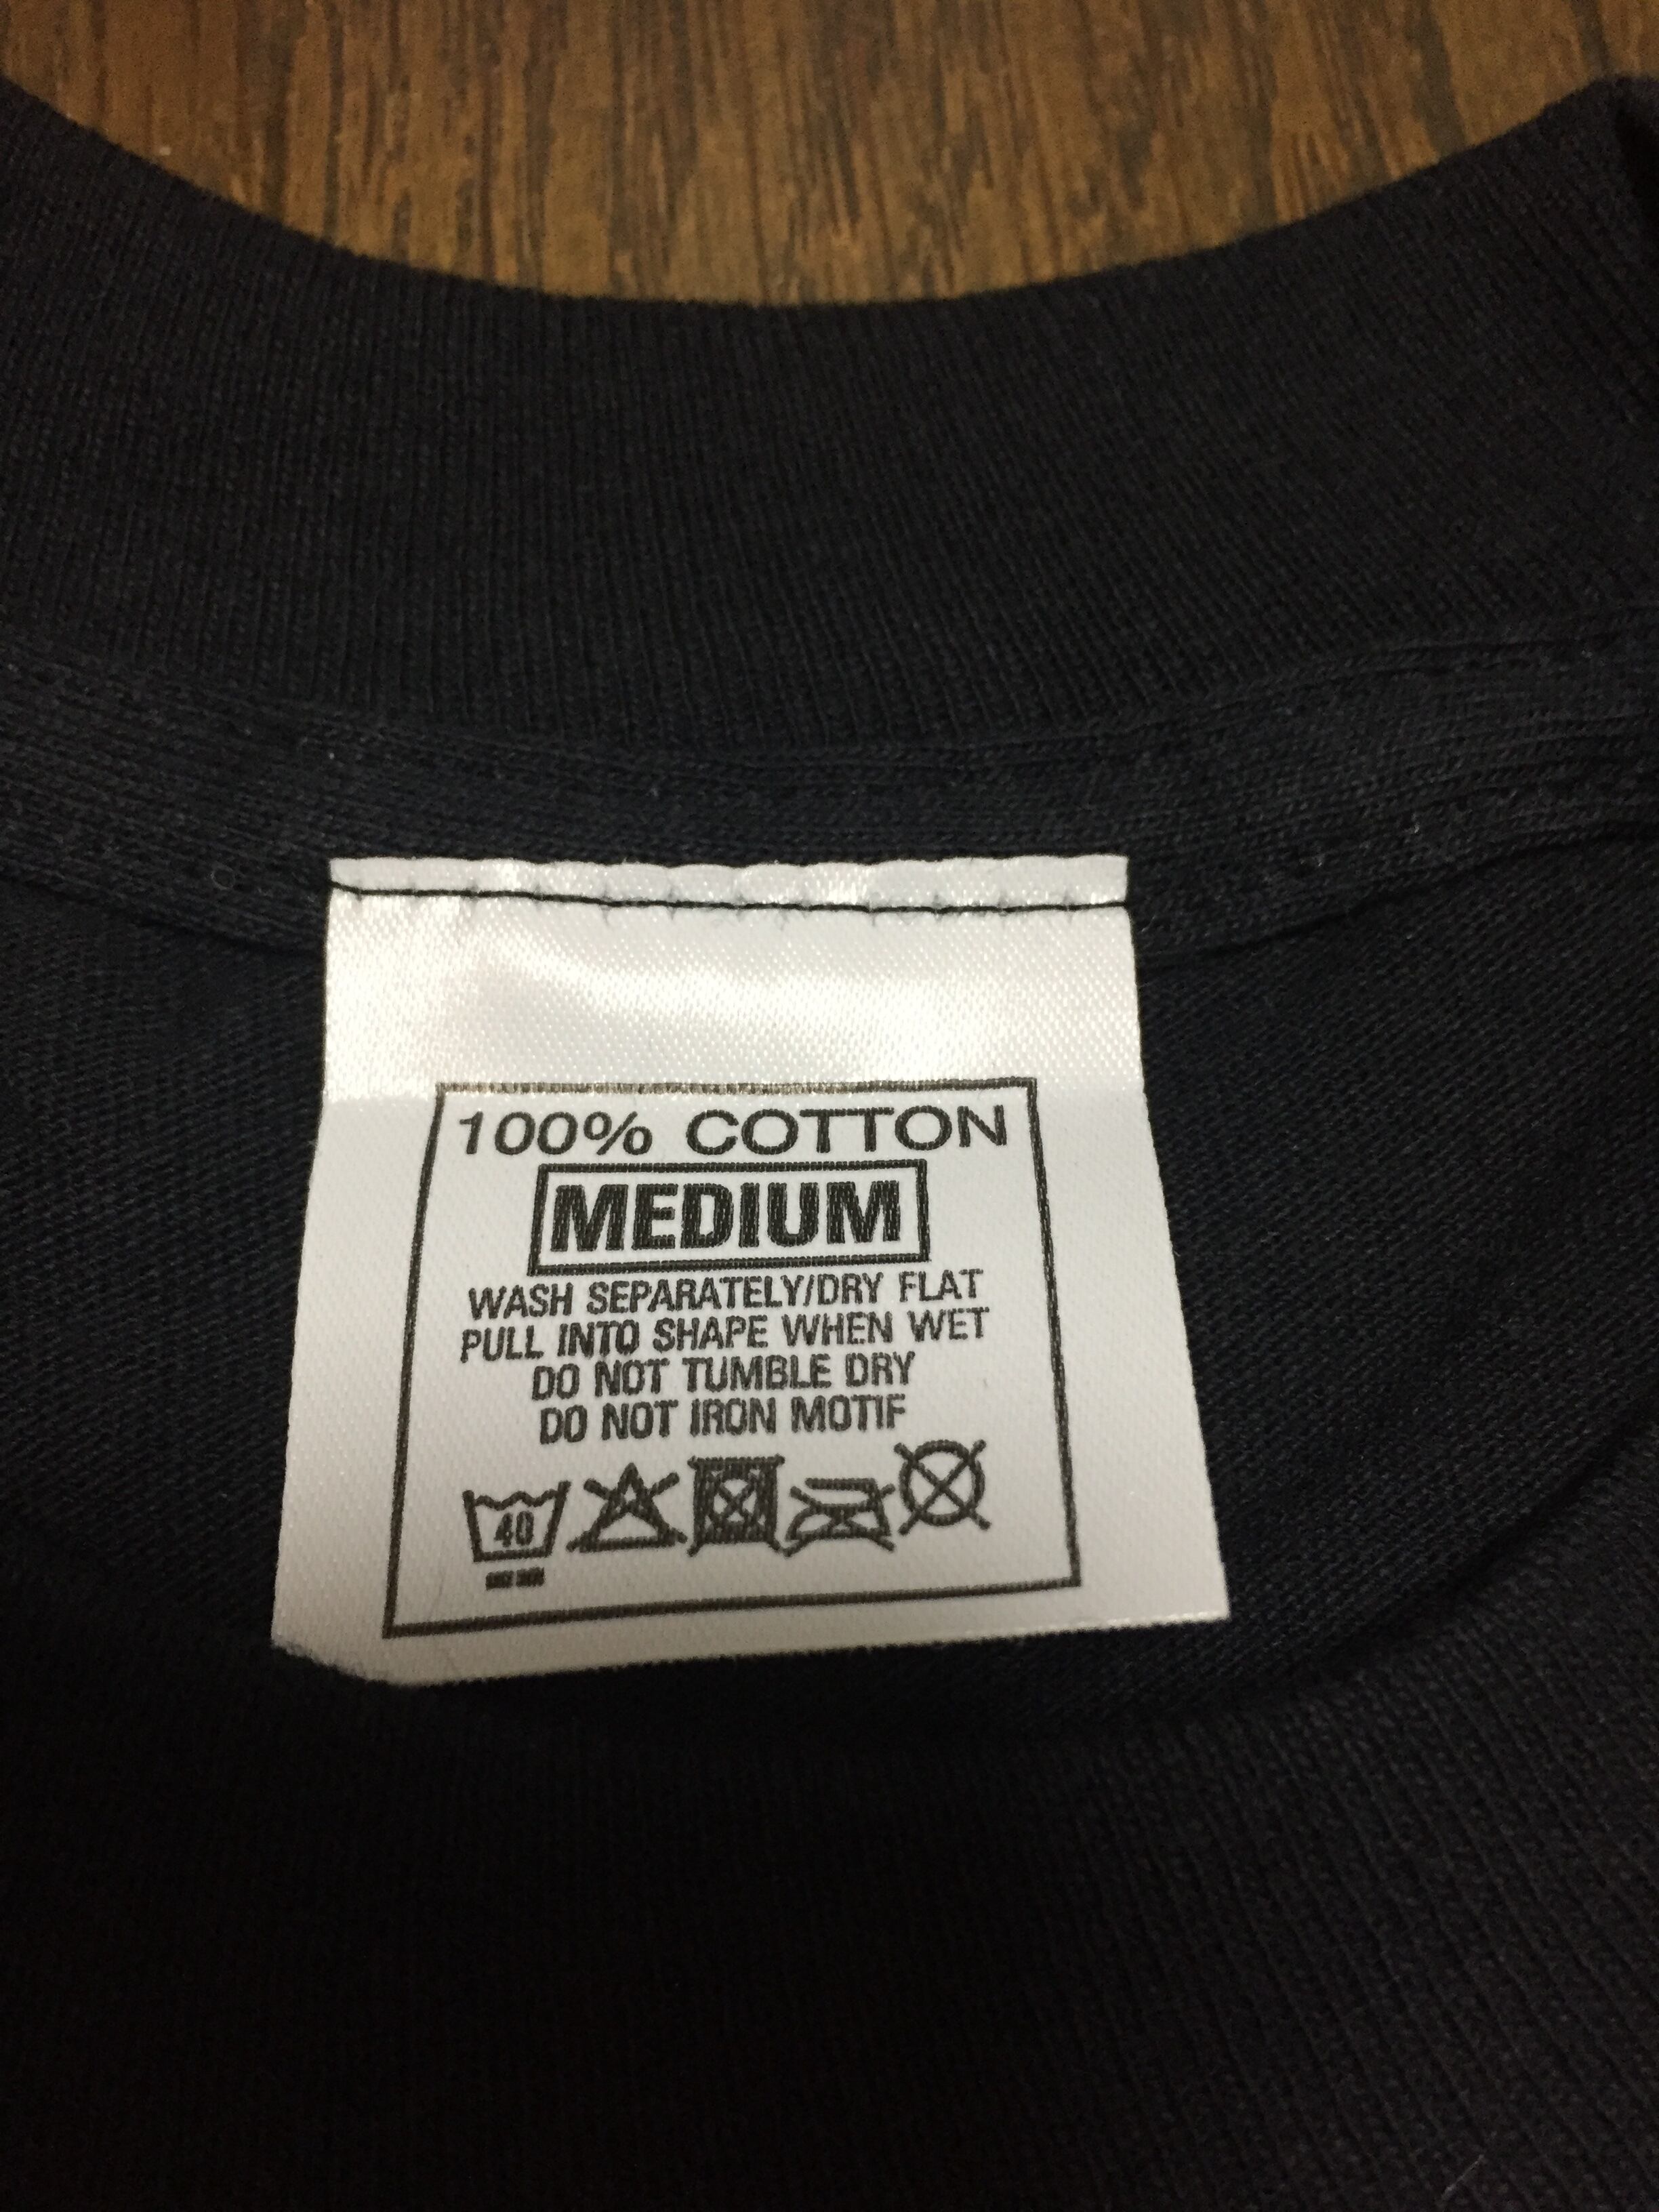 100% COTTON
MEDIUM
WASH SEPARATELY/DRY FLAT
PULL INTO SHAPE WHEN WET
DO NOT TUMBLE DRY
DO NOT IRON MOTIF
40